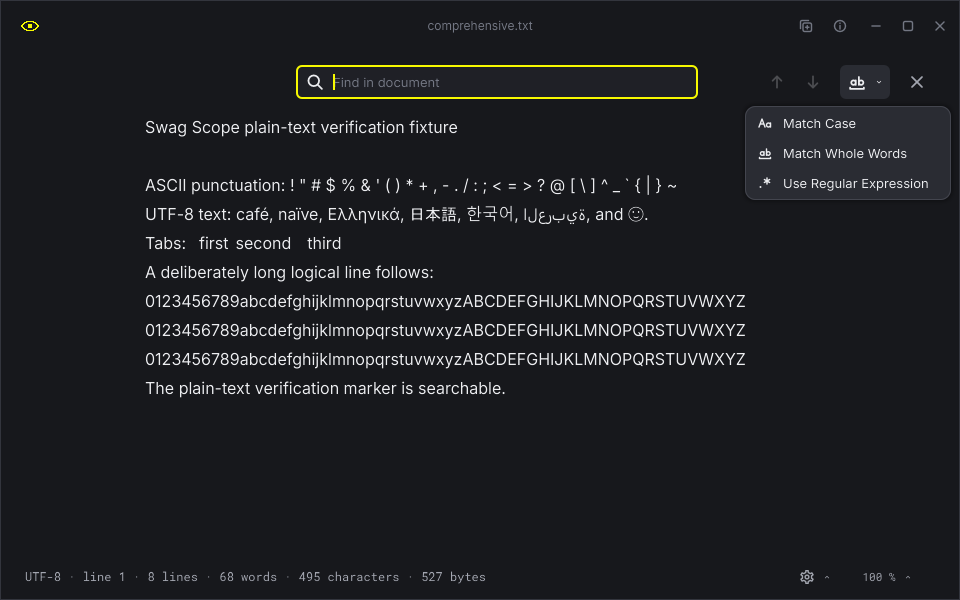 comprehensive.txt
Find in document
ab
Aa Match Case
ab Match Whole Words
.* Use Regular Expression
Swag Scope plain-text verification fixture
ASCII punctuation: ! " # $ % & ' ( ) * + , - . / : ; < = > ? @ [ \ ] ^ _ ` { | } ~
UTF-8 text: café, naïve, Ελληνικά, 日本語, 한국어, العربية, and ☺.
Tabs: first second third
A deliberately long logical line follows:
0123456789abcdefghijklmnopqrstuvwxyzABCDEFGHIJKLMNOPQRSTUVWXYZ
0123456789abcdefghijklmnopqrstuvwxyzABCDEFGHIJKLMNOPQRSTUVWXYZ
0123456789abcdefghijklmnopqrstuvwxyzABCDEFGHIJKLMNOPQRSTUVWXYZ
The plain-text verification marker is searchable.
UTF-8 · line 1 · 8 lines · 68 words · 495 characters · 527 bytes
100 %